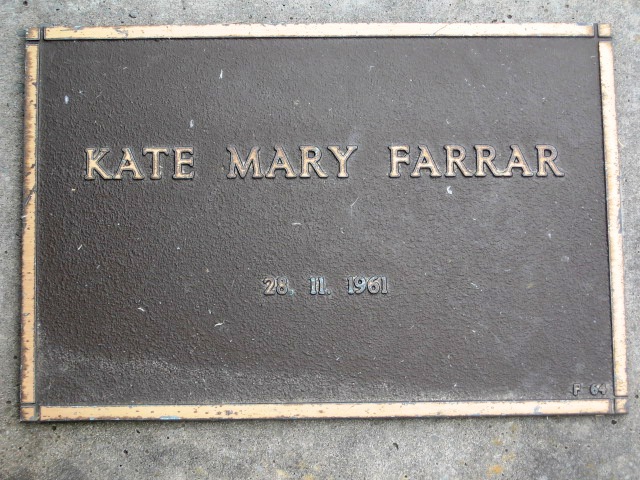 KATE MARY FARRAR
28. 11. 1961
F 64